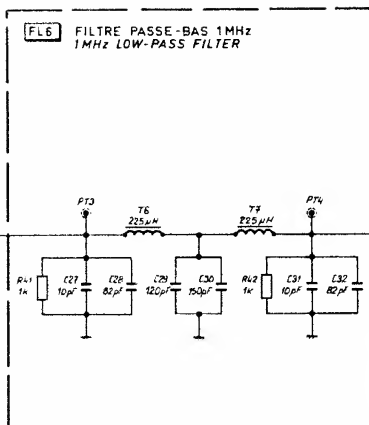 FL6 FILTRE PASSE-BAS 1MHz
1MHz LOW-PASS FILTER
PT3 T6 T7 PT4
225µH 225µH
R41 C27 C28 C29 C30 R42 C31 C32
1k 10pF 82pF 120pF 150pF 1k 10pF 82pF